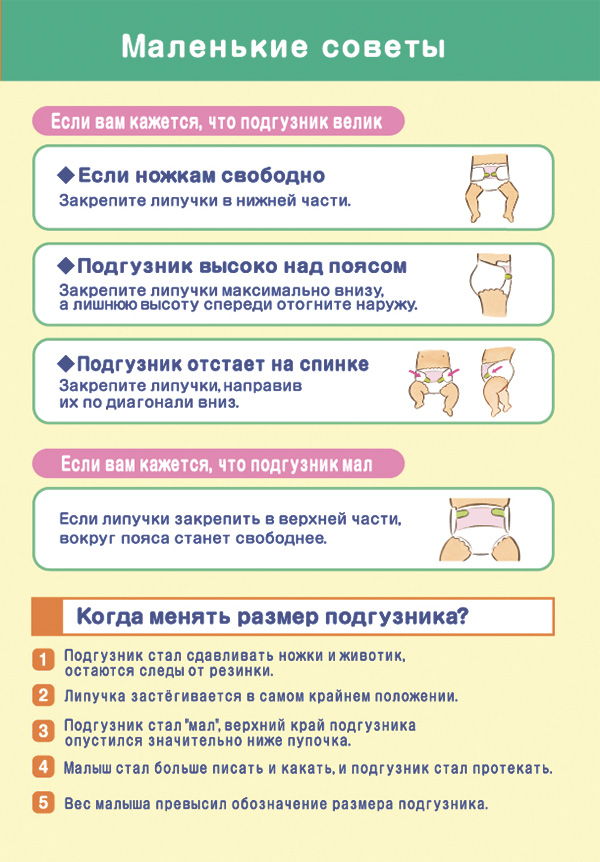 Маленькие советы
Если вам кажется, что подгузник велик
◆Если ножкам свободно
Закрепите липучки в нижней части.
◆Подгузник высоко над поясом
Закрепите липучки максимально внизу,
а лишнюю высоту спереди отогните наружу.
◆Подгузник отстает на спинке
Закрепите липучки, направив
их по диагонали вниз.
Если вам кажется, что подгузник мал
Если липучки закрепить в верхней части,
вокруг пояса станет свободнее.
Когда менять размер подгузника?
1 Подгузник стал сдавливать ножки и животик,
остаются следы от резинки.
2 Липучка застёгивается в самом крайнем положении.
3 Подгузник стал "мал", верхний край подгузника
опустился значительно ниже пупочка.
4 Малыш стал больше писать и какать, и подгузник стал протекать.
5 Вес малыша превысил обозначение размера подгузника.